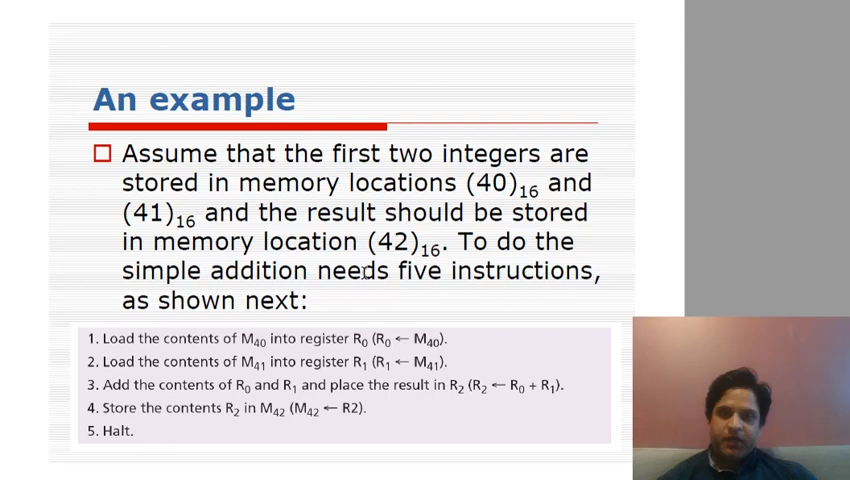 An example
Assume that the first two integers are
stored in memory locations (40)₁₆ and
(41)₁₆ and the result should be stored
in memory location (42)₁₆. To do the
simple addition needs five instructions,
as shown next:
1. Load the contents of M₄₀ into register R₀ (R₀ ← M₄₀).
2. Load the contents of M₄₁ into register R₁ (R₁ ← M₄₁).
3. Add the contents of R₀ and R₁ and place the result in R₂ (R₂ ← R₀ + R₁).
4. Store the contents R₂ in M₄₂ (M₄₂ ← R2).
5. Halt.